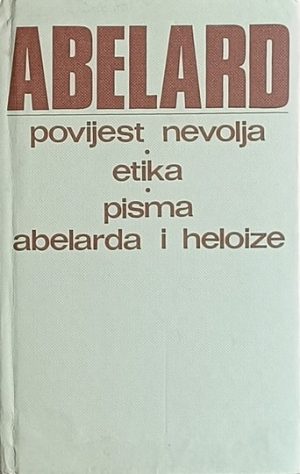 ABELARD
povijest nevolja
•
etika
•
pisma
abelarda i heloize